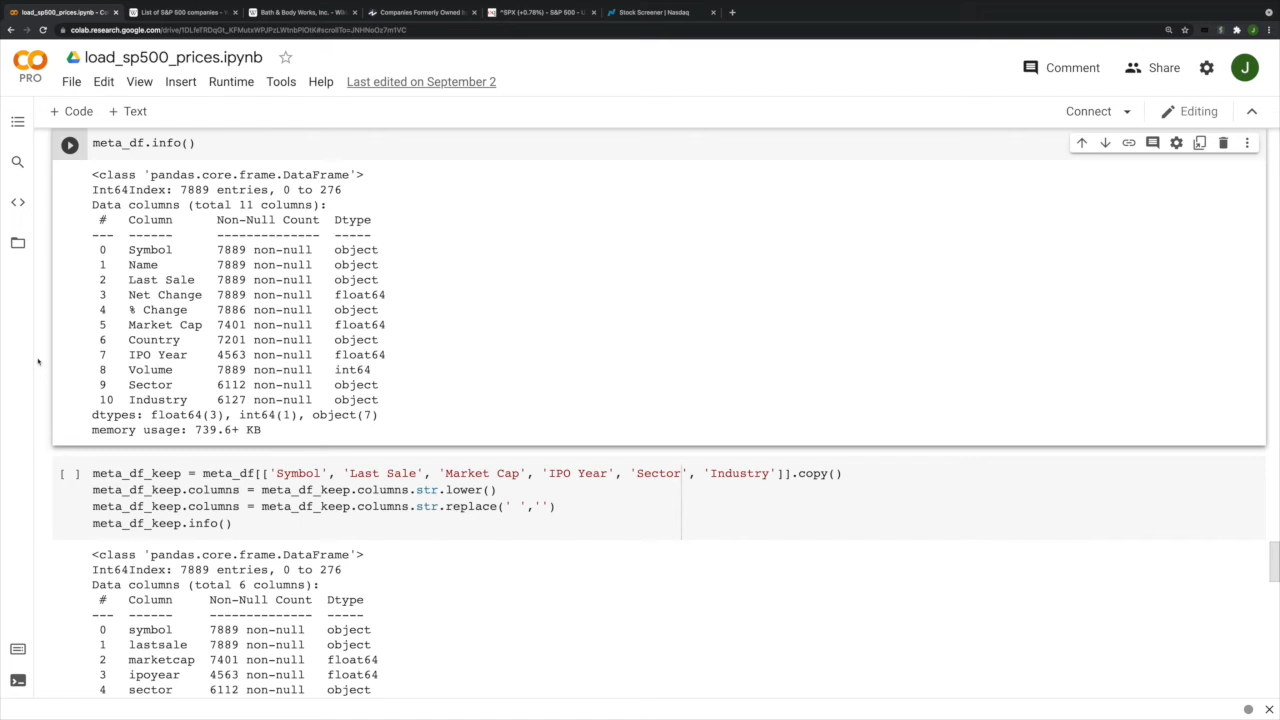 load_sp500_prices.ipynb - Co
List of S&P 500 companies - W
Bath & Body Works, Inc. - Wik
Companies Formerly Owned b
^SPX (+0.78%) - S&P 500 - U.S
Stock Screener | Nasdaq
colab.research.google.com
PRO
load_sp500_prices.ipynb
File Edit View Insert Runtime Tools Help Last edited on September 2
Comment Share J
+ Code + Text
Connect Editing
meta_df.info()
<class 'pandas.core.frame.DataFrame'>
Int64Index: 7889 entries, 0 to 276
Data columns (total 11 columns):
# Column Non-Null Count Dtype
--- ------ -------------- -----
0 Symbol 7889 non-null object
1 Name 7889 non-null object
2 Last Sale 7889 non-null object
3 Net Change 7889 non-null float64
4 % Change 7886 non-null object
5 Market Cap 7401 non-null float64
6 Country 7201 non-null object
7 IPO Year 4563 non-null float64
8 Volume 7889 non-null int64
9 Sector 6112 non-null object
10 Industry 6127 non-null object
dtypes: float64(3), int64(1), object(7)
memory usage: 739.6+ KB
[ ] meta_df_keep = meta_df[['Symbol', 'Last Sale', 'Market Cap', 'IPO Year', 'Sector', 'Industry']].copy()
meta_df_keep.columns = meta_df_keep.columns.str.lower()
meta_df_keep.columns = meta_df_keep.columns.str.replace(' ','')
meta_df_keep.info()
<class 'pandas.core.frame.DataFrame'>
Int64Index: 7889 entries, 0 to 276
Data columns (total 6 columns):
# Column Non-Null Count Dtype
--- ------ -------------- -----
0 symbol 7889 non-null object
1 lastsale 7889 non-null object
2 marketcap 7401 non-null float64
3 ipoyear 4563 non-null float64
4 sector 6112 non-null object